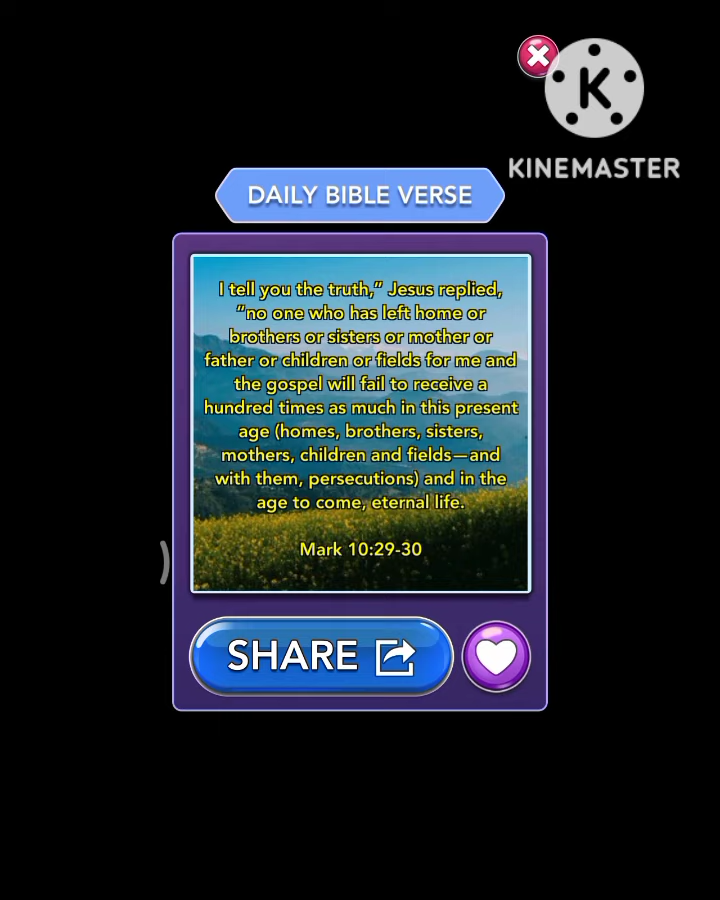 K
KINEMASTER
DAILY BIBLE VERSE
I tell you the truth,” Jesus replied,
“no one who has left home or
brothers or sisters or mother or
father or children or fields for me and
the gospel will fail to receive a
hundred times as much in this present
age (homes, brothers, sisters,
mothers, children and fields—and
with them, persecutions) and in the
age to come, eternal life.
Mark 10:29-30
SHARE